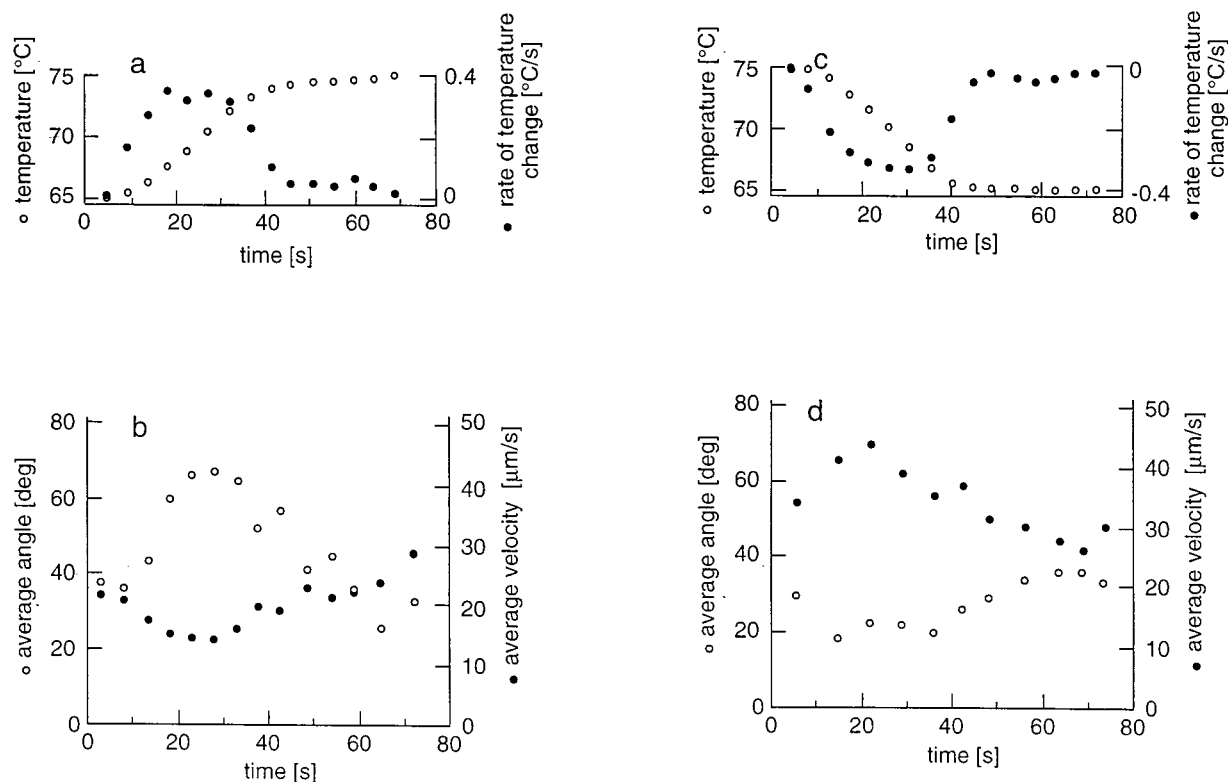 a
○ temperature [°C]
75
70
65
0.4
0
● rate of temperature
change [°C/s]
0 20 40 60 80
time [s]
c
○ temperature [°C]
75
70
65
0
-0.4
● rate of temperature
change [°C/s]
0 20 40 60 80
time [s]
b
○ average angle [deg]
80
60
40
20
0
50
40
30
20
10
0
● average velocity [μm/s]
0 20 40 60 80
time [s]
d
○ average angle [deg]
80
60
40
20
0
50
40
30
20
10
0
● average velocity [μm/s]
0 20 40 60 80
time [s]